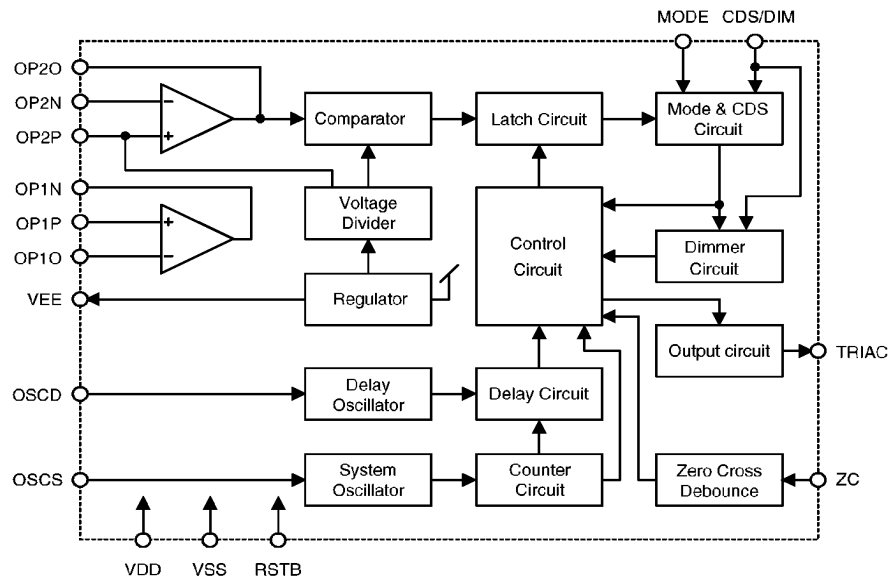 MODE CDS/DIM
OP2O
OP2N
OP2P
OP1N
OP1P
OP1O
VEE
OSCD
OSCS
−
+
+
−
Comparator
Latch Circuit
Mode & CDS
Circuit
Voltage
Divider
Control
Circuit
Dimmer
Circuit
Regulator
Output circuit
TRIAC
Delay
Oscillator
Delay Circuit
System
Oscillator
Counter
Circuit
Zero Cross
Debounce
ZC
VDD VSS RSTB